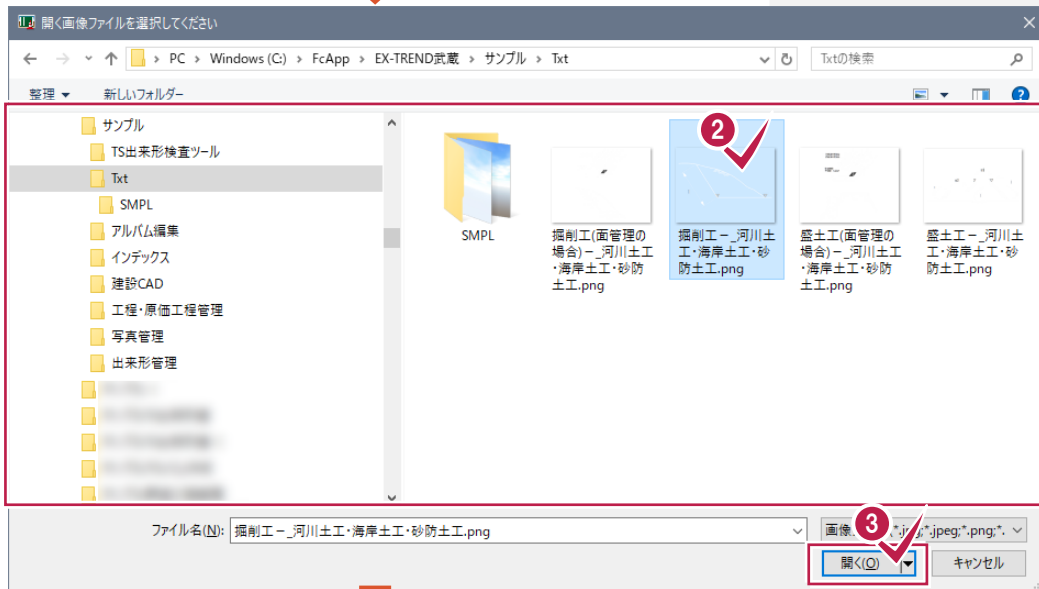 開く画像ファイルを選択してください
PC › Windows (C:) › FcApp › EX-TREND武蔵 › サンプル › Txt
Txtの検索
整理
新しいフォルダー
サンプル
TS出来形検査ツール
Txt
SMPL
アルバム編集
インデックス
建設CAD
工程・原価工程管理
写真管理
出来形管理
2
SMPL
掘削工(面管理の
場合)－_河川土工
・海岸土工・砂防
土工.png
掘削工－_河川土
工・海岸土工・砂
防土工.png
盛土工(面管理の
場合)－_河川土工
・海岸土工・砂防
土工.png
盛土工－_河川土
工・海岸土工・砂
防土工.png
ファイル名(N):
掘削工－_河川土工・海岸土工・砂防土工.png
3
*.jpeg;*.png;*.
開く(O)
キャンセル